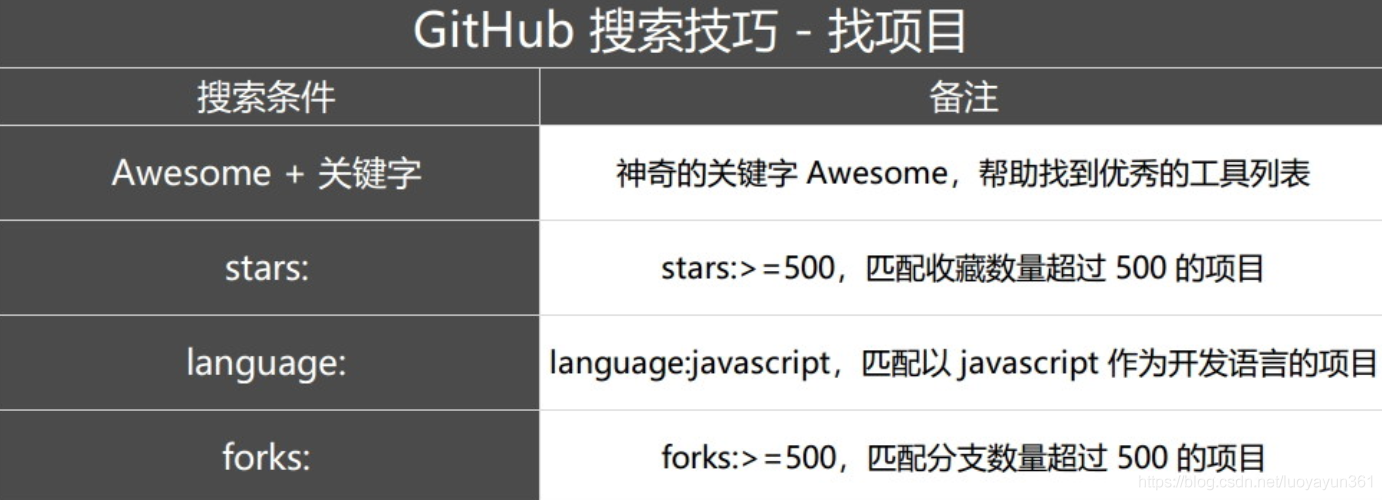 GitHub 搜索技巧 - 找项目
搜索条件
备注
Awesome + 关键字
神奇的关键字 Awesome，帮助找到优秀的工具列表
stars:
stars:>=500，匹配收藏数量超过 500 的项目
language:
language:javascript，匹配以 javascript 作为开发语言的项目
forks:
forks:>=500，匹配分支数量超过 500 的项目
https://blog.csdn.net/luoyayun361